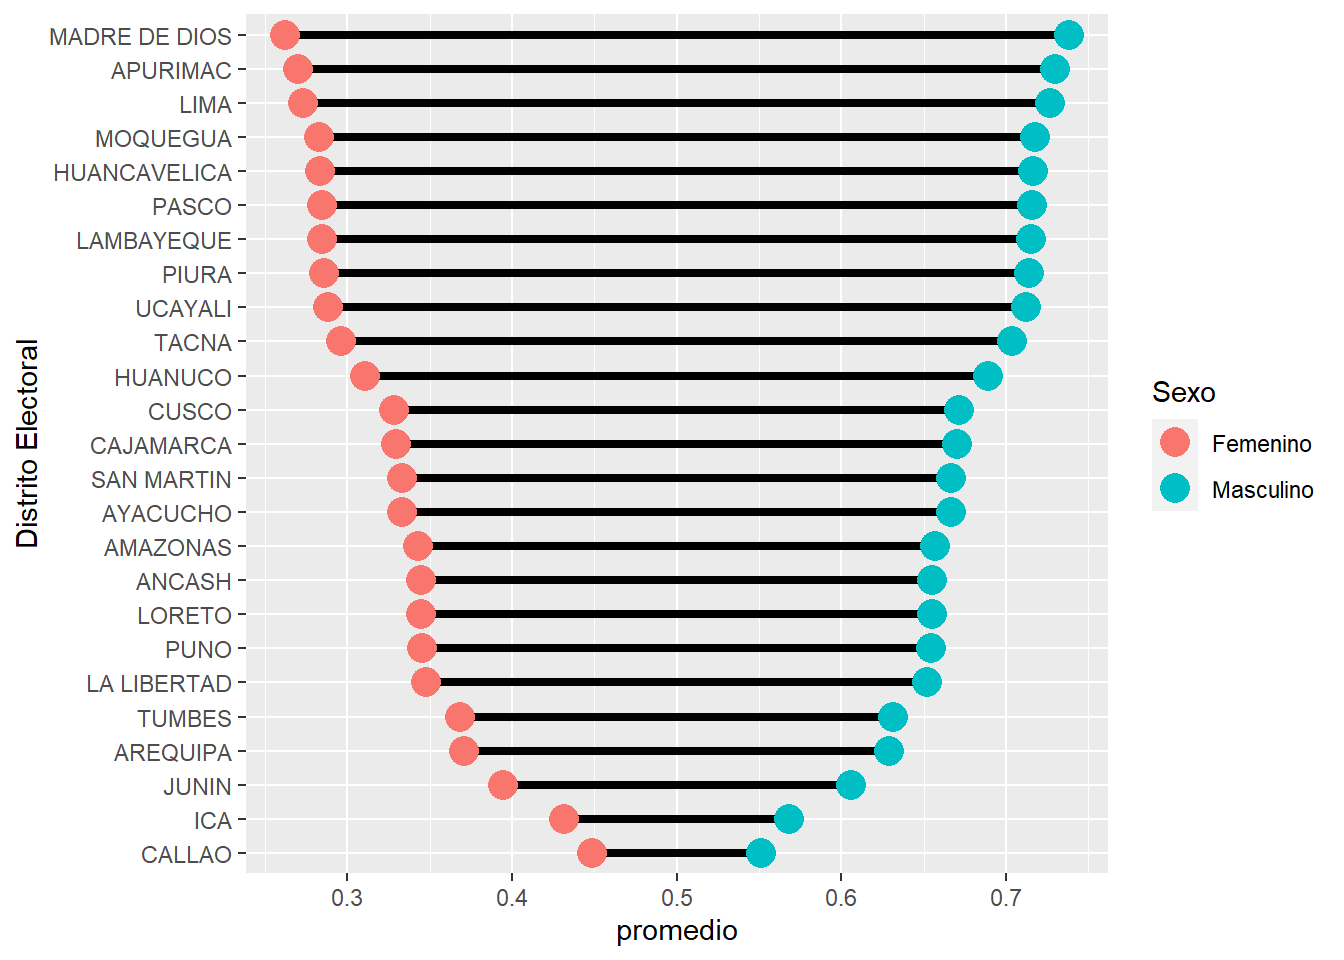 MADRE DE DIOS
APURIMAC
LIMA
MOQUEGUA
HUANCAVELICA
PASCO
LAMBAYEQUE
PIURA
UCAYALI
TACNA
HUANUCO
CUSCO
CAJAMARCA
SAN MARTIN
AYACUCHO
AMAZONAS
ANCASH
LORETO
PUNO
LA LIBERTAD
TUMBES
AREQUIPA
JUNIN
ICA
CALLAO
Distrito Electoral
0.3 0.4 0.5 0.6 0.7
promedio
Sexo
Femenino
Masculino